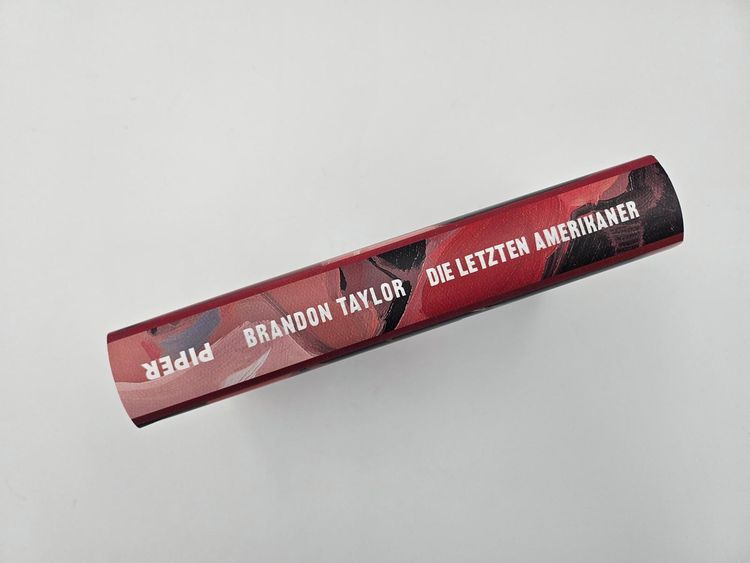 PIPER
BRANDON TAYLOR DIE LETZTEN AMERIKANER